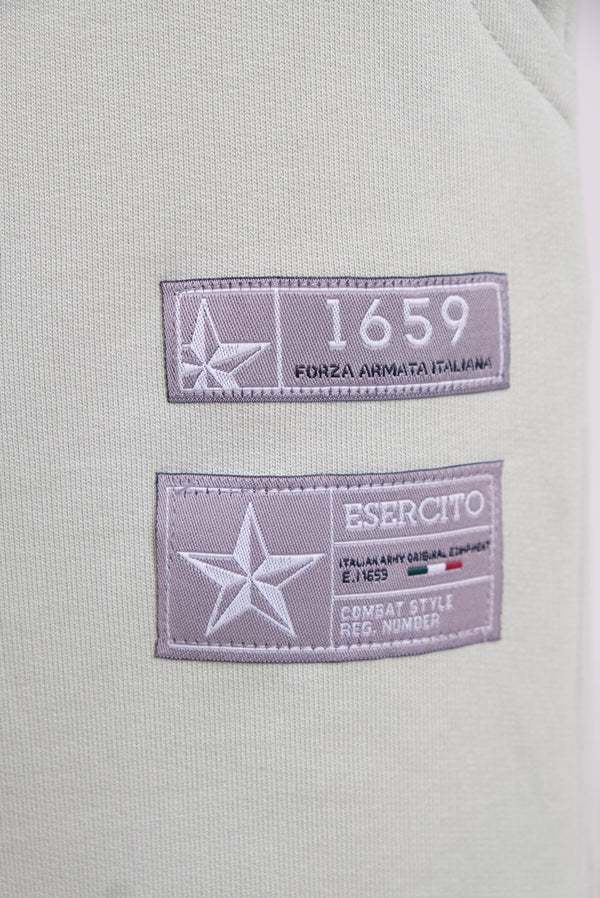 1659
FORZA ARMATA ITALIANA
ESERCITO
ITALIAN ARMY ORIGINAL EQUIPMENT
E.I 1659
COMBAT STYLE
REG. NUMBER